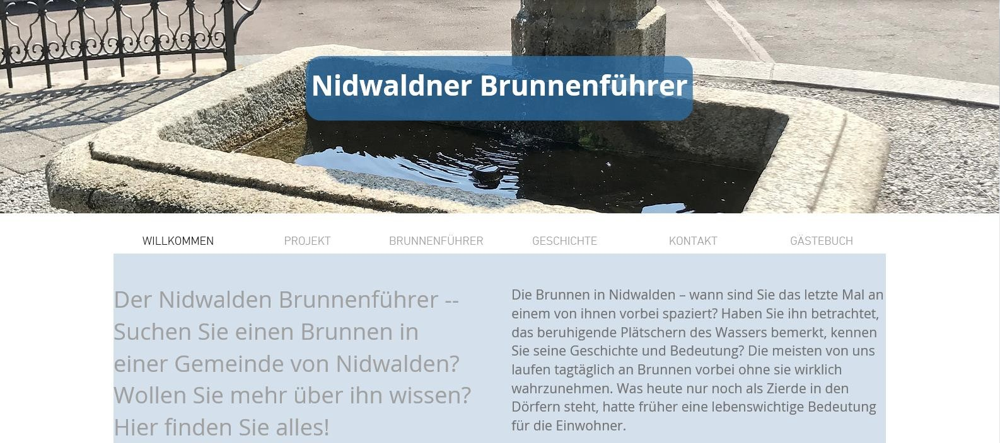 Nidwaldner Brunnenführer
WILLKOMMEN PROJEKT BRUNNENFÜHRER GESCHICHTE KONTAKT GÄSTEBUCH
Der Nidwalden Brunnenführer --
Suchen Sie einen Brunnen in
einer Gemeinde von Nidwalden?
Wollen Sie mehr über ihn wissen?
Hier finden Sie alles!
Die Brunnen in Nidwalden – wann sind Sie das letzte Mal an
einem von ihnen vorbei spaziert? Haben Sie ihn betrachtet,
das beruhigende Plätschern des Wassers bemerkt, kennen
Sie seine Geschichte und Bedeutung? Die meisten von uns
laufen tagtäglich an Brunnen vorbei ohne sie wirklich
wahrzunehmen. Was heute nur noch als Zierde in den
Dörfern steht, hatte früher eine lebenswichtige Bedeutung
für die Einwohner.